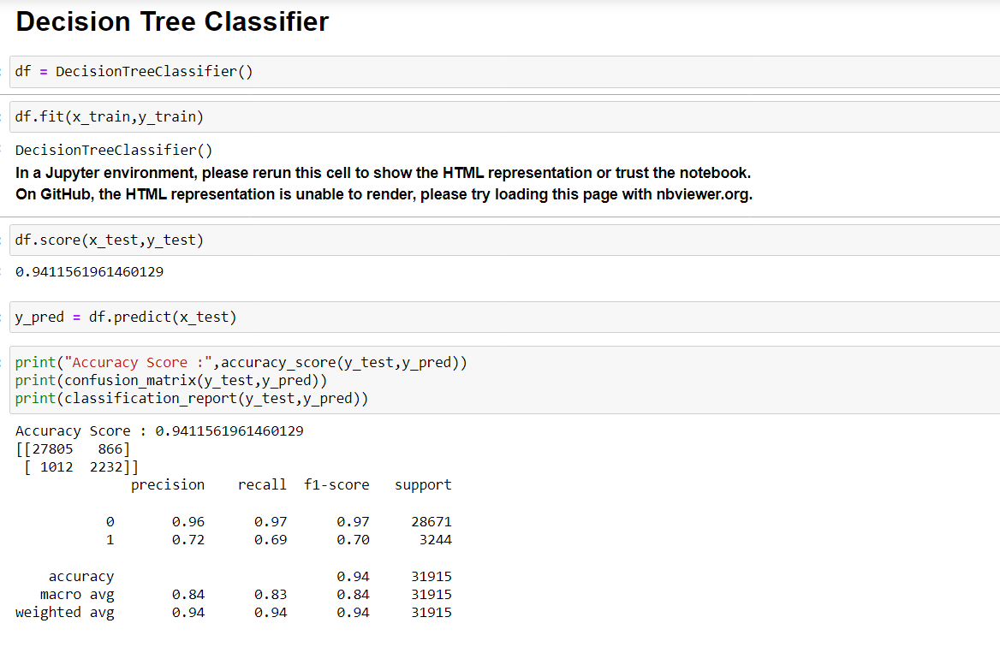 Decision Tree Classifier
df = DecisionTreeClassifier()
df.fit(x_train,y_train)
DecisionTreeClassifier()
In a Jupyter environment, please rerun this cell to show the HTML representation or trust the notebook.
On GitHub, the HTML representation is unable to render, please try loading this page with nbviewer.org.
df.score(x_test,y_test)
0.9411561961460129
y_pred = df.predict(x_test)
print("Accuracy Score :",accuracy_score(y_test,y_pred))
print(confusion_matrix(y_test,y_pred))
print(classification_report(y_test,y_pred))
Accuracy Score : 0.9411561961460129
[[27805   866]
 [ 1012  2232]]
              precision    recall  f1-score   support
           0       0.96      0.97      0.97     28671
           1       0.72      0.69      0.70      3244
    accuracy                           0.94     31915
   macro avg       0.84      0.83      0.84     31915
weighted avg       0.94      0.94      0.94     31915